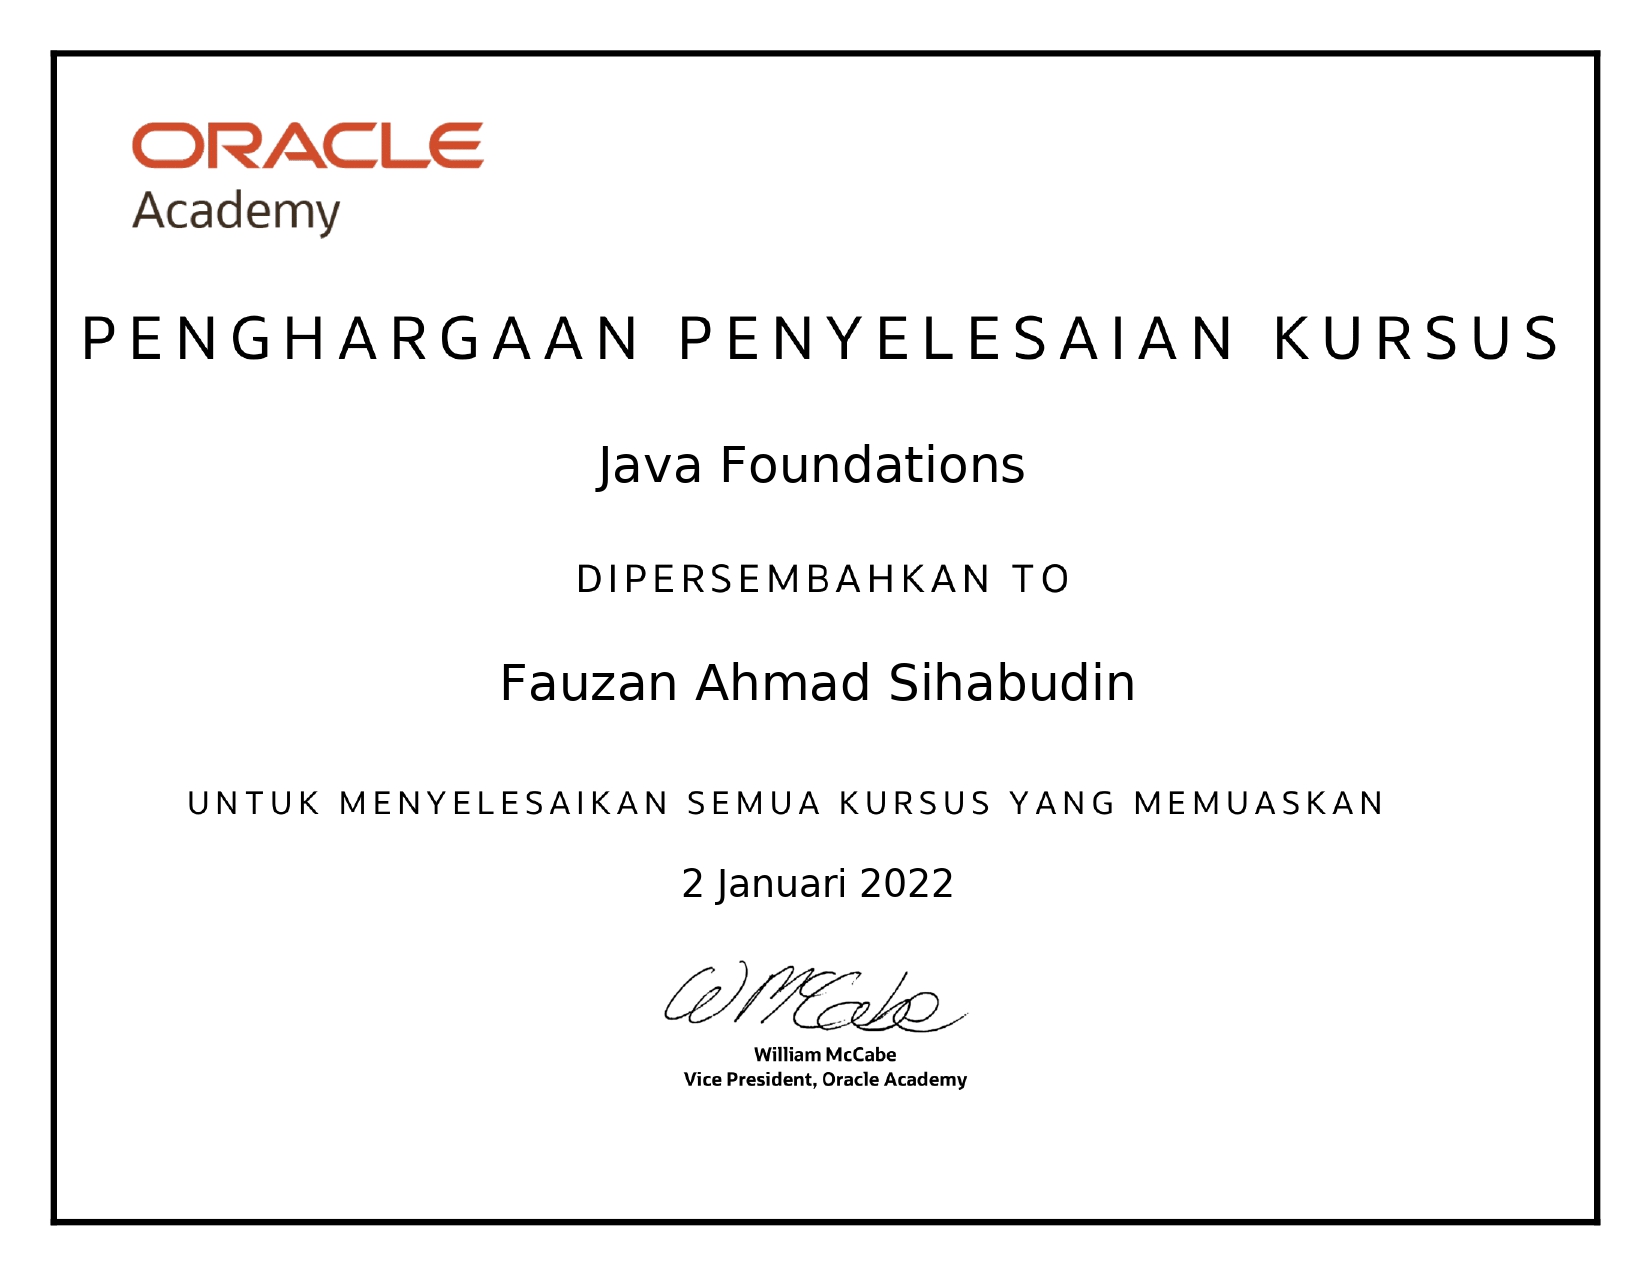 ORACLE
Academy
PENGHARGAAN PENYELESAIAN KURSUS
Java Foundations
DIPERSEMBAHKAN TO
Fauzan Ahmad Sihabudin
UNTUK MENYELESAIKAN SEMUA KURSUS YANG MEMUASKAN
2 Januari 2022
W McCabe
William McCabe
Vice President, Oracle Academy